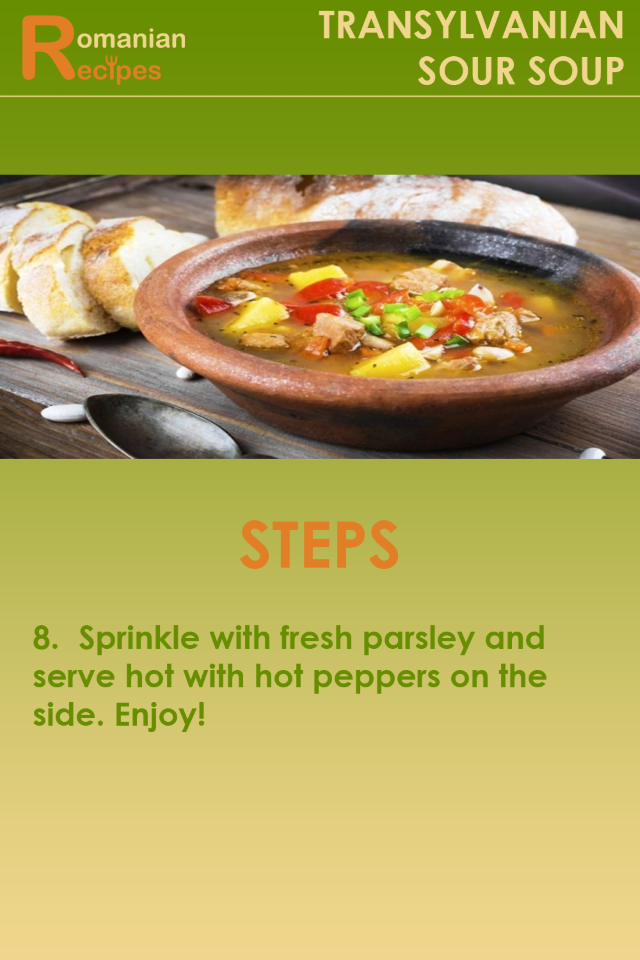 Romanian
Recipes
TRANSYLVANIAN
SOUR SOUP
STEPS
8. Sprinkle with fresh parsley and
serve hot with hot peppers on the
side. Enjoy!